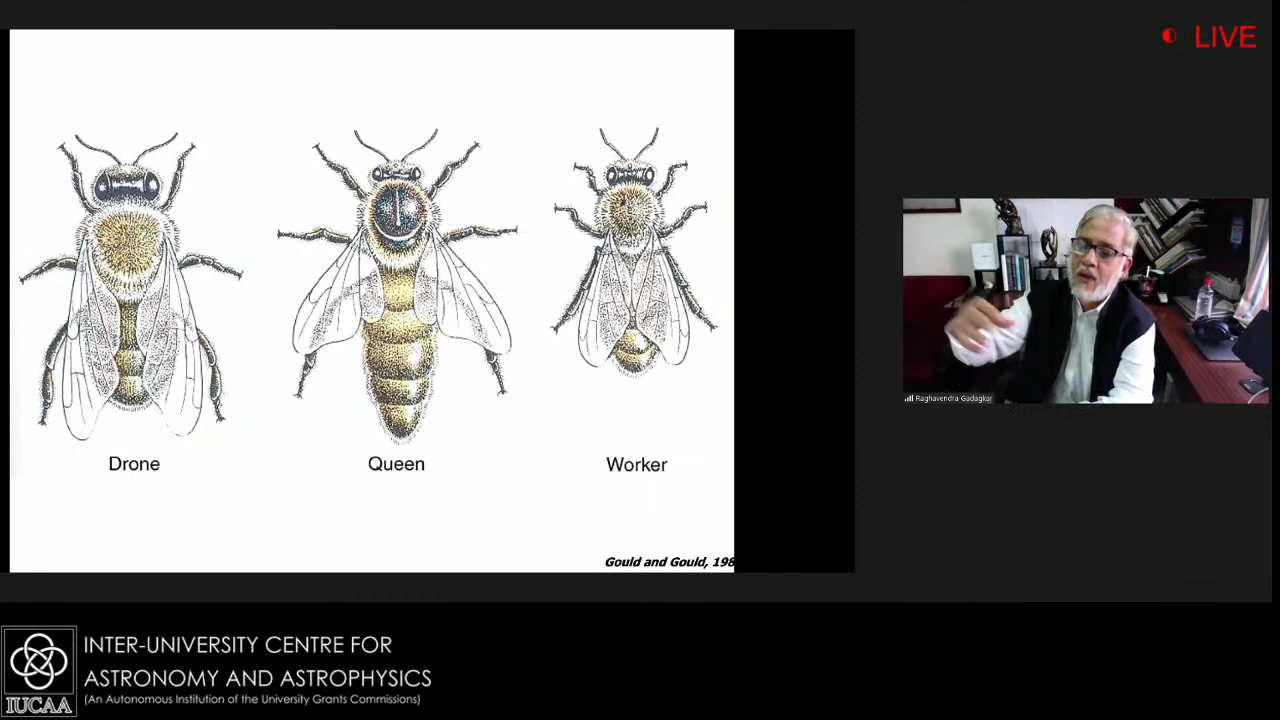 LIVE
Drone
Queen
Worker
Gould and Gould, 198
Raghavendra Gadagkar
INTER-UNIVERSITY CENTRE FOR
ASTRONOMY AND ASTROPHYSICS
(An Autonomous Institution of the University Grants Commissions)
IUCAA